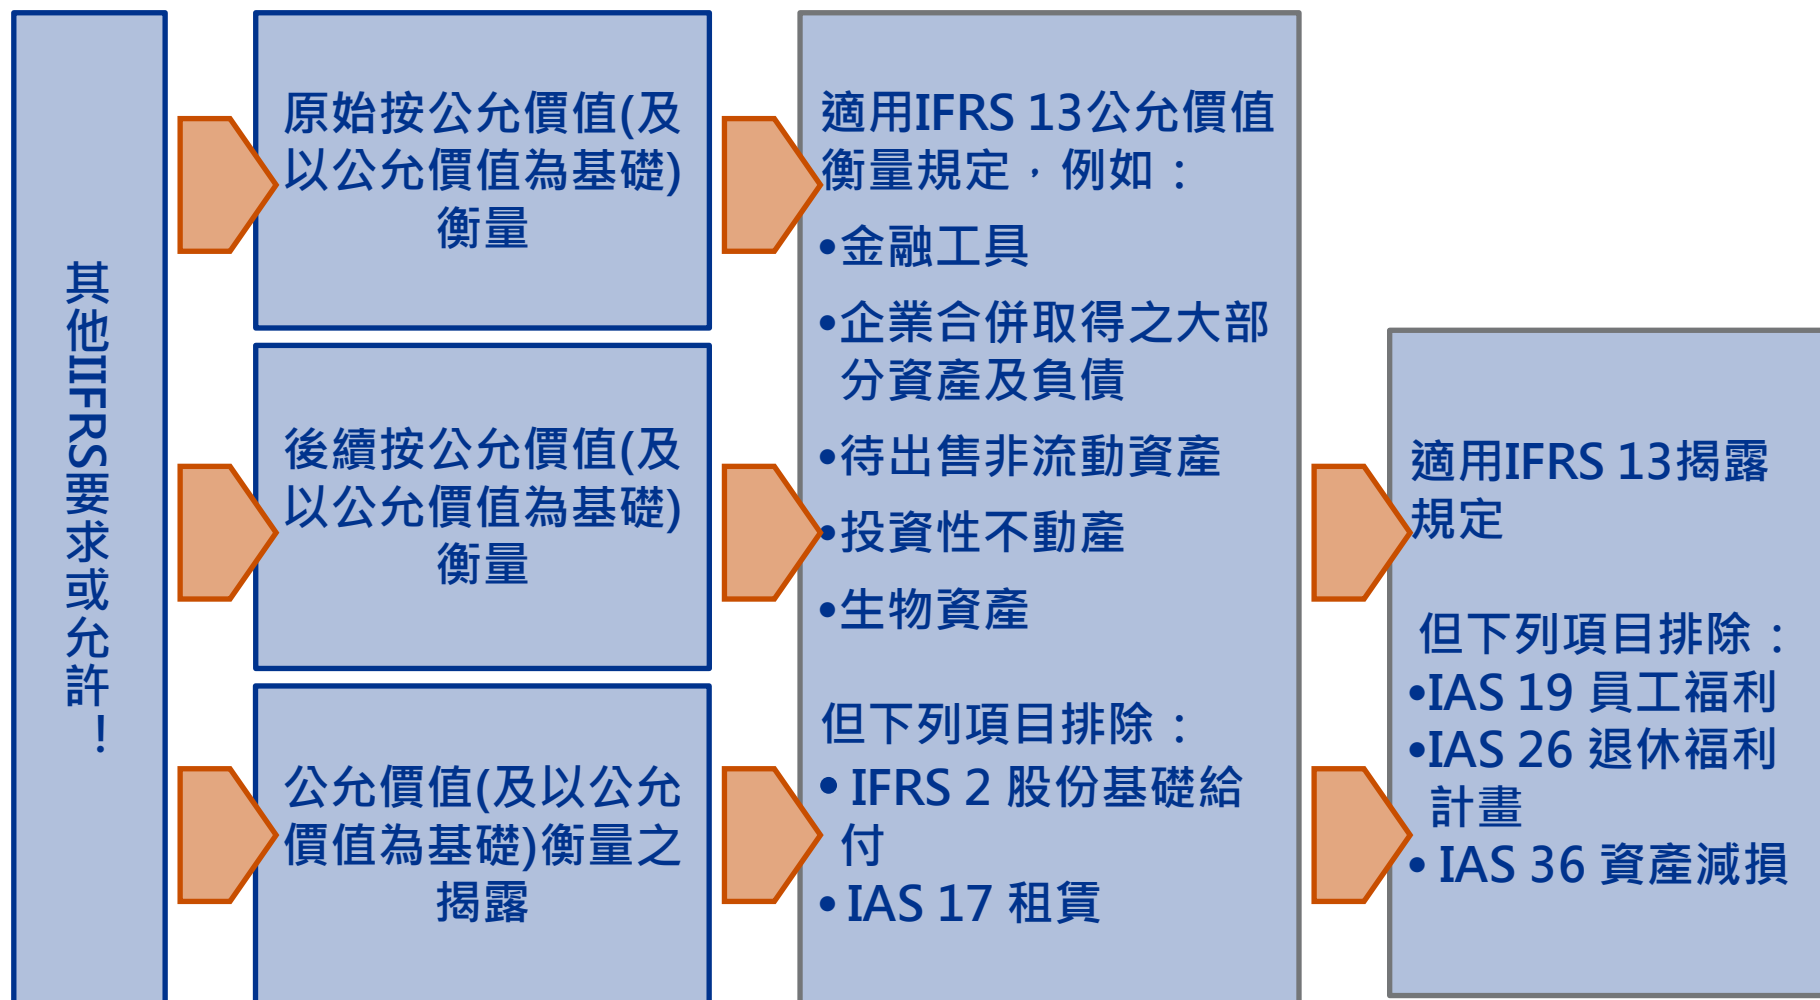 其他IIFRS要求或允許！
原始按公允價值(及
以公允價值為基礎)
衡量
後續按公允價值(及
以公允價值為基礎)
衡量
公允價值(及以公允
價值為基礎)衡量之
揭露
適用IFRS 13公允價值
衡量規定，例如：
•金融工具
•企業合併取得之大部
分資產及負債
•待出售非流動資產
•投資性不動產
•生物資產
但下列項目排除：
• IFRS 2 股份基礎給
付
• IAS 17 租賃
適用IFRS 13揭露
規定
但下列項目排除：
•IAS 19 員工福利
•IAS 26 退休福利
計畫
• IAS 36 資產減損